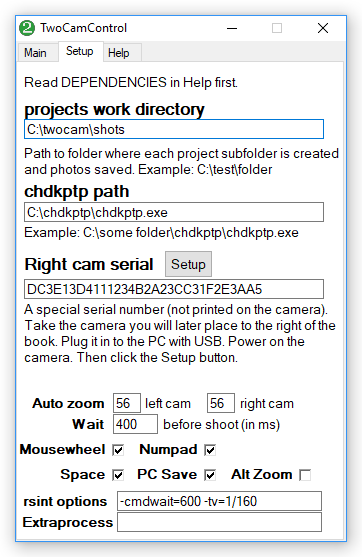 2 TwoCamControl
Main Setup Help
Read DEPENDENCIES in Help first.
projects work directory
C:\twocam\shots
Path to folder where each project subfolder is created
and photos saved. Example: C:\test\folder
chdkptp path
C:\chdkptp\chdkptp.exe
Example: C:\some folder\chdkptp\chdkptp.exe
Right cam serial Setup
DC3E13D4111234B2A23CC31F2E3AA5
A special serial number (not printed on the camera).
Take the camera you will later place to the right of the
book. Plug it in to the PC with USB. Power on the
camera. Then click the Setup button.
Auto zoom 56 left cam 56 right cam
Wait 400 before shoot (in ms)
Mousewheel Numpad
Space PC Save Alt Zoom
rsint options -cmdwait=600 -tv=1/160
Extraprocess